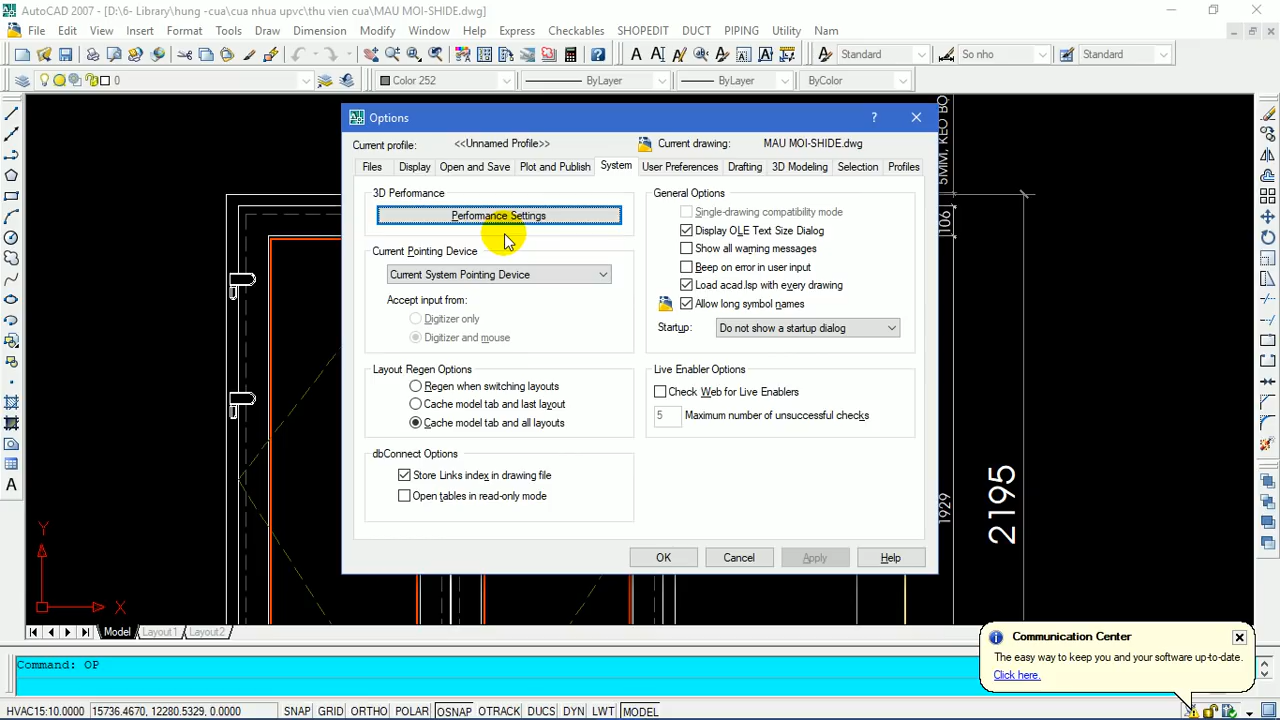 AutoCAD 2007 - [D:\6- Library\hung -cua\cua nhua upvc\thu vien cua\MAU MOI-SHIDE.dwg]
File Edit View Insert Format Tools Draw Dimension Modify Window Help Express Checkables SHOPEDIT DUCT PIPING Utility Nam
Standard So nho Standard
0 Color 252 ByLayer ByLayer ByColor
Options
Current profile: <<Unnamed Profile>> Current drawing: MAU MOI-SHIDE.dwg
Files Display Open and Save Plot and Publish System User Preferences Drafting 3D Modeling Selection Profiles
3D Performance
Performance Settings
Current Pointing Device
Current System Pointing Device
Accept input from:
Digitizer only
Digitizer and mouse
Layout Regen Options
Regen when switching layouts
Cache model tab and last layout
Cache model tab and all layouts
dbConnect Options
Store Links index in drawing file
Open tables in read-only mode
General Options
Single-drawing compatibility mode
Display OLE Text Size Dialog
Show all warning messages
Beep on error in user input
Load acad.lsp with every drawing
Allow long symbol names
Startup: Do not show a startup dialog
Live Enabler Options
Check Web for Live Enablers
5 Maximum number of unsuccessful checks
OK Cancel Apply Help
5MM, KEO BO
106
1929
2195
Y
X
Model Layout1 Layout2
Command: OP
Communication Center
The easy way to keep you and your software up-to-date.
Click here.
HVAC15:10.0000 15736.4670, 12280.5329, 0.0000 SNAP GRID ORTHO POLAR OSNAP OTRACK DUCS DYN LWT MODEL